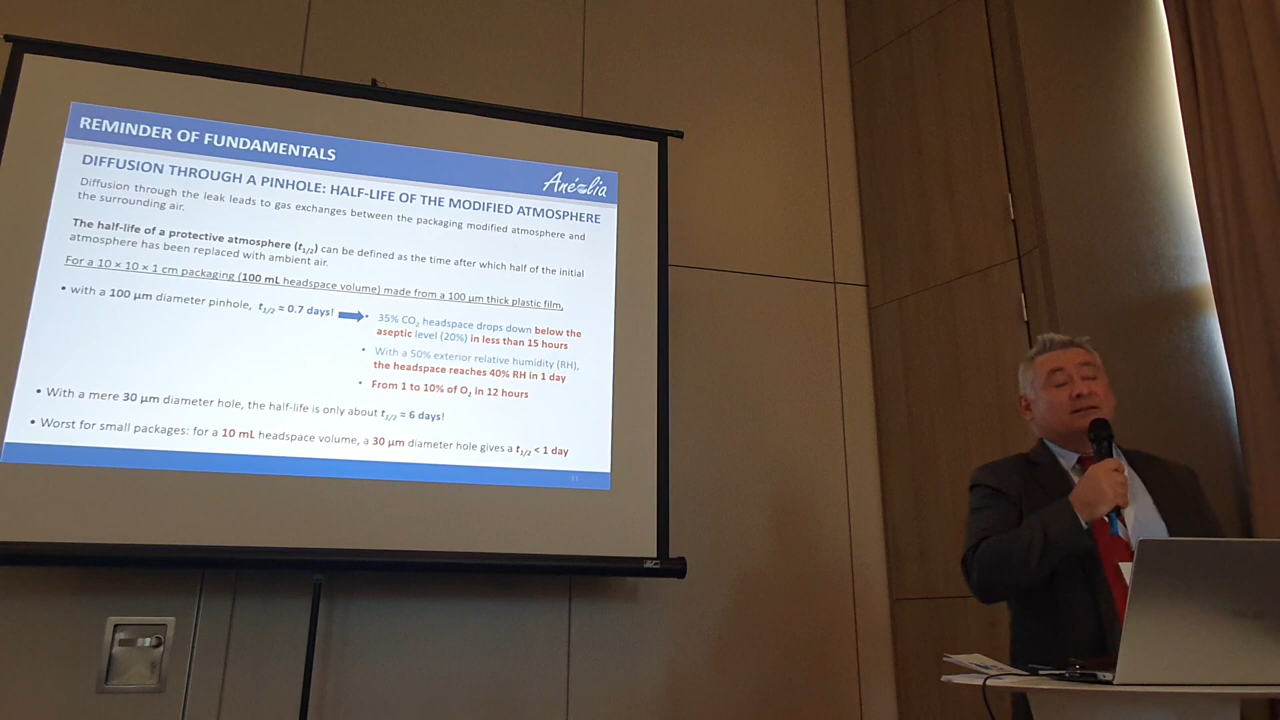 REMINDER OF FUNDAMENTALS
Anéolia
DIFFUSION THROUGH A PINHOLE: HALF-LIFE OF THE MODIFIED ATMOSPHERE
Diffusion through the leak leads to gas exchanges between the packaging modified atmosphere and
the surrounding air.
The half-life of a protective atmosphere (t1/2) can be defined as the time after which half of the initial
atmosphere has been replaced with ambient air.
For a 10 × 10 × 1 cm packaging (100 mL headspace volume) made from a 100 µm thick plastic film,
• with a 100 µm diameter pinhole, t1/2 ≈ 0.7 days!
• 35% CO2 headspace drops down below the
aseptic level (20%) in less than 15 hours
• With a 50% exterior relative humidity (RH),
the headspace reaches 40% RH in 1 day
• From 1 to 10% of O2 in 12 hours
• With a mere 30 µm diameter hole, the half-life is only about t1/2 ≈ 6 days!
• Worst for small packages: for a 10 mL headspace volume, a 30 µm diameter hole gives a t1/2 < 1 day